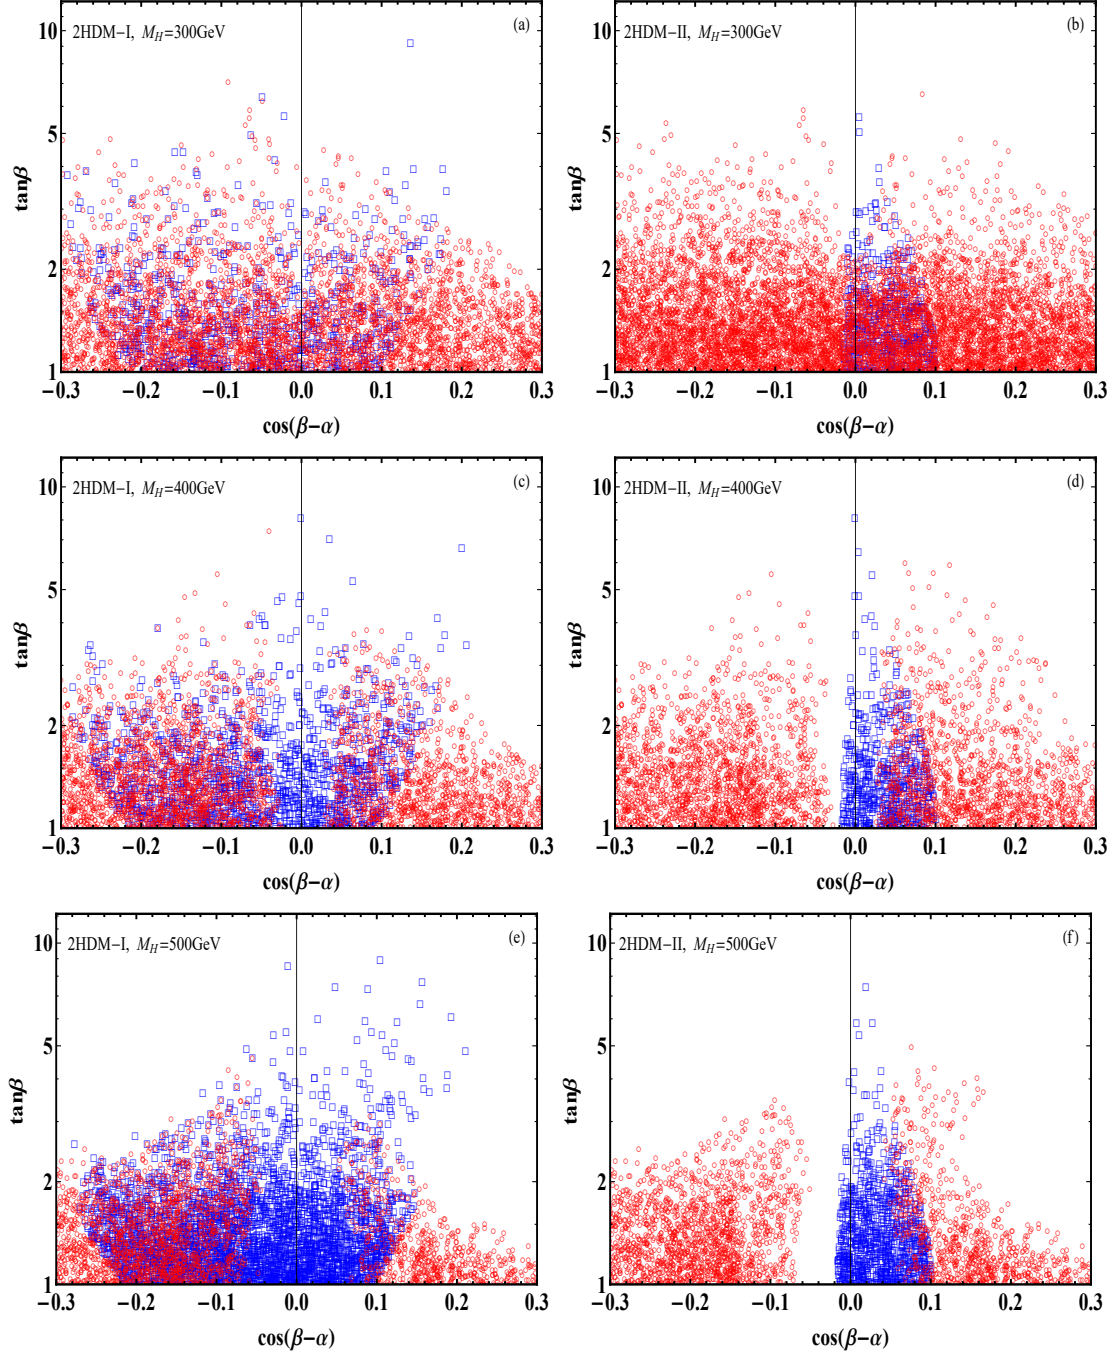 2HDM-I, M_H=300GeV (a)
10
5
2
1
tanβ
−0.3 −0.2 −0.1 0.0 0.1 0.2 0.3
cos(β−α)
2HDM-II, M_H=300GeV (b)
10
5
2
1
tanβ
−0.3 −0.2 −0.1 0.0 0.1 0.2 0.3
cos(β−α)
2HDM-I, M_H=400GeV (c)
10
5
2
1
tanβ
−0.3 −0.2 −0.1 0.0 0.1 0.2 0.3
cos(β−α)
2HDM-II, M_H=400GeV (d)
10
5
2
1
tanβ
−0.3 −0.2 −0.1 0.0 0.1 0.2 0.3
cos(β−α)
2HDM-I, M_H=500GeV (e)
10
5
2
1
tanβ
−0.3 −0.2 −0.1 0.0 0.1 0.2 0.3
cos(β−α)
2HDM-II, M_H=500GeV (f)
10
5
2
1
tanβ
−0.3 −0.2 −0.1 0.0 0.1 0.2 0.3
cos(β−α)